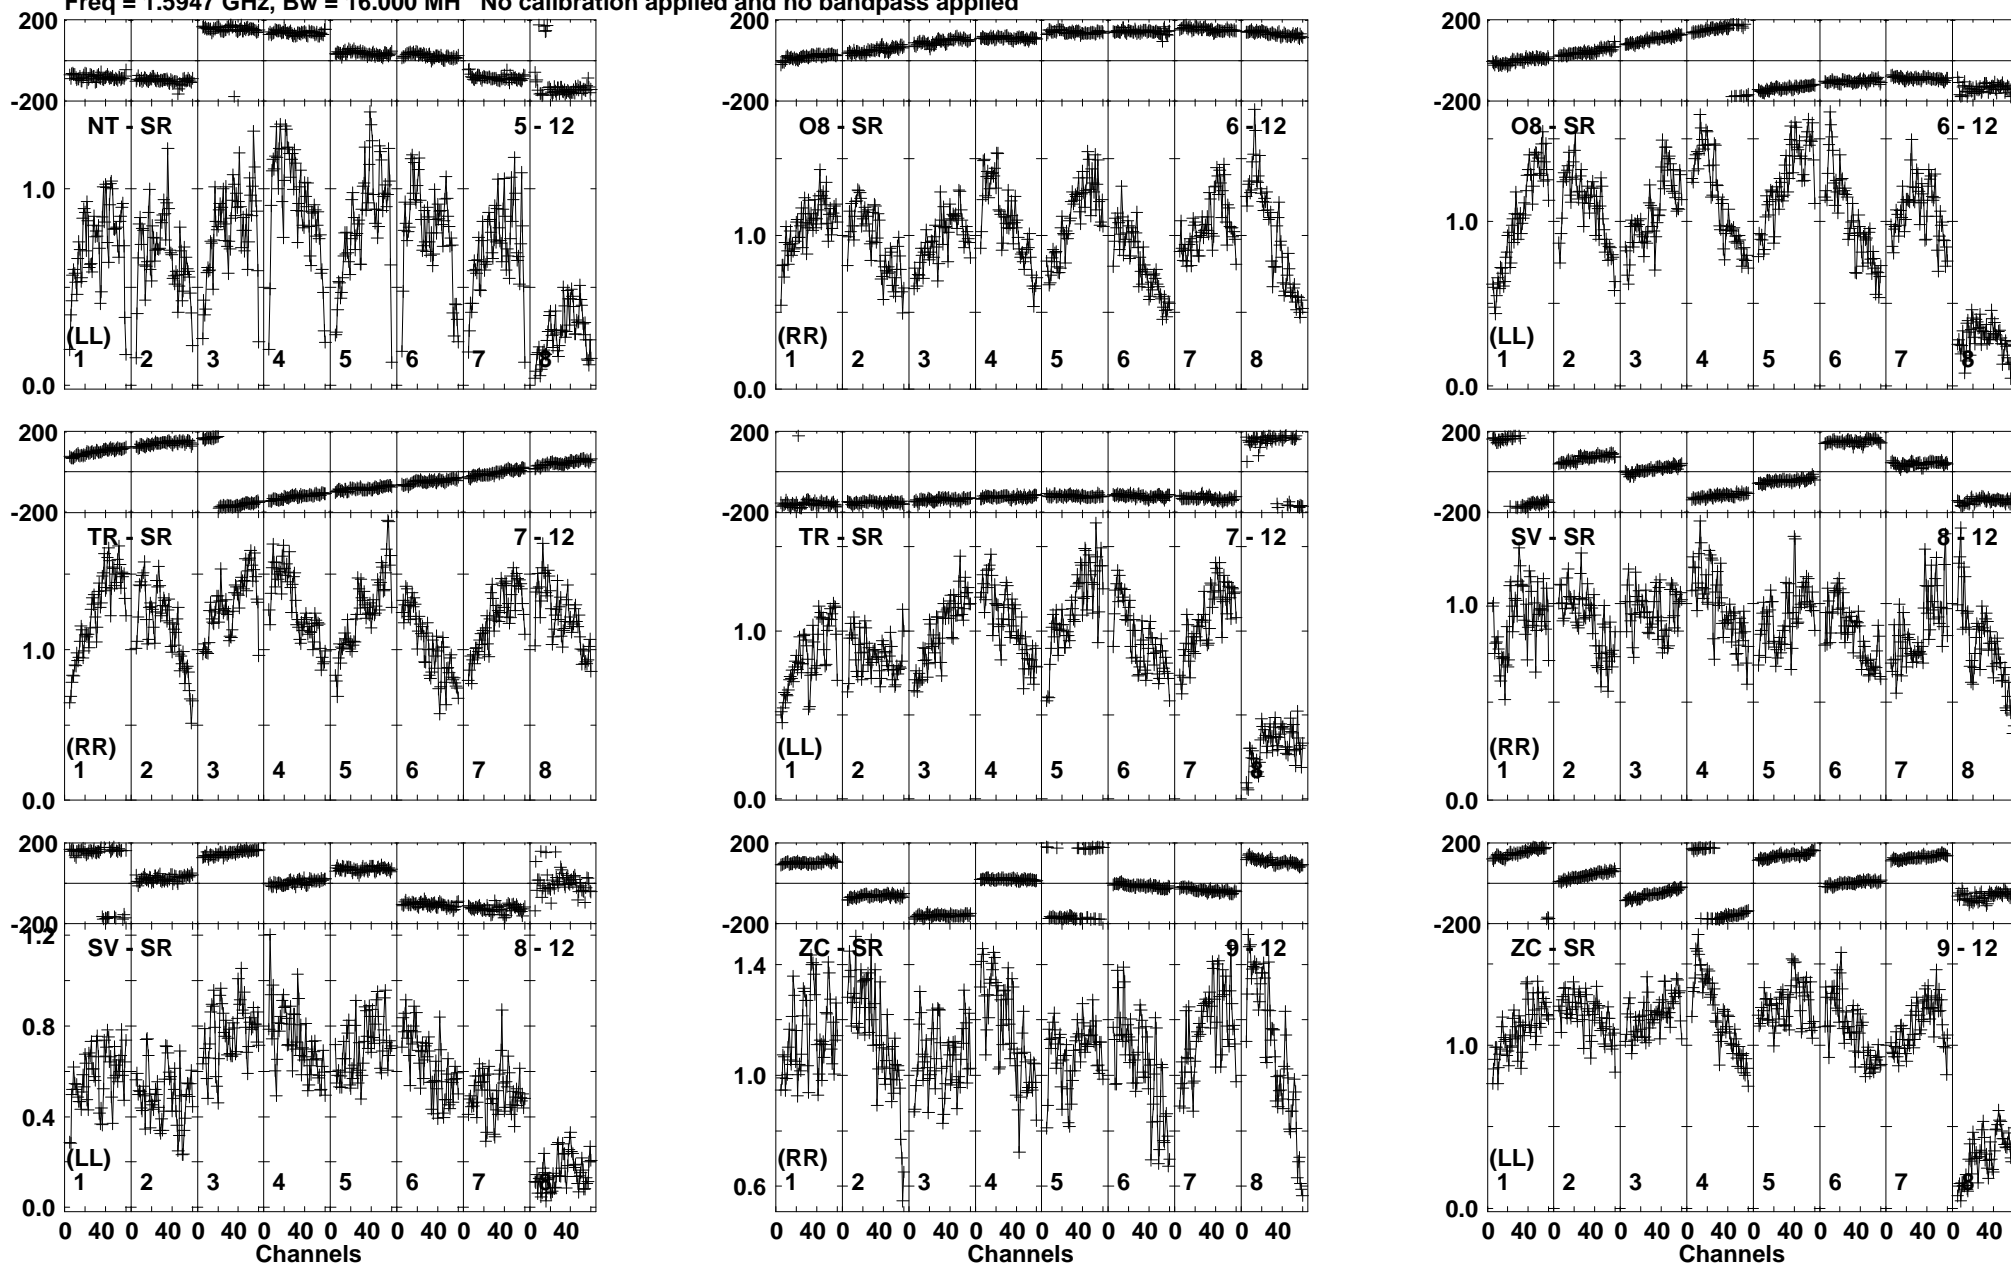 Freq = 1.5947 GHz, Bw = 16.000 MH No calibration applied and no bandpass applied
200 200 200
-200 -200 -200
NT - SR 5 - 12 O8 - SR 6 - 12 O8 - SR 6 - 12
1.0 1.0 1.0
(LL) (RR) (LL)
1 2 3 4 5 6 7 8 1 2 3 4 5 6 7 8 1 2 3 4 5 6 7 8
0.0 0.0 0.0
200 200 200
-200 -200 -200
TR - SR 7 - 12 TR - SR 7 - 12 SV - SR 8 - 12
1.0 1.0 1.0
(RR) (LL) (RR)
1 2 3 4 5 6 7 8 1 2 3 4 5 6 7 8 1 2 3 4 5 6 7 8
0.0 0.0 0.0
200 200 200
-200 -200 -200
1.2
SV - SR 8 - 12 ZC - SR 9 - 12 ZC - SR 9 - 12
1.4
0.8 1.0 1.0
0.4
(LL) (RR) (LL)
1 2 3 4 5 6 7 8 1 2 3 4 5 6 7 8 1 2 3 4 5 6 7 8
0.0 0.6 0.0
0 40 0 40 0 40 0 40 0 40 0 40 0 40 0 40 0 40 0 40 0 40 0 40 0 40 0 40 0 40 0 40 0 40 0 40 0 40 0 40 0 40 0 40 0 40 0 40
Channels Channels Channels